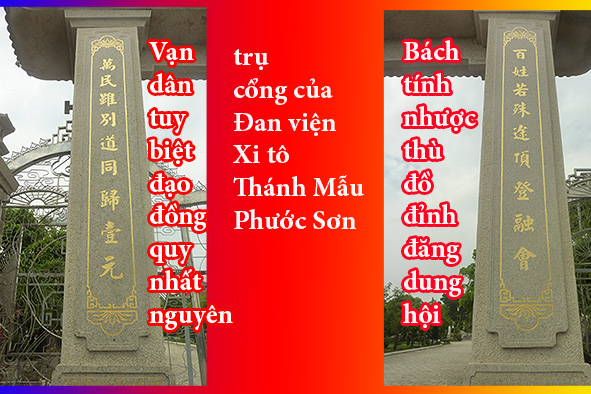 萬民雖別道同歸壹元
Vạn
dân
tuy
biệt
đạo
đồng
quy
nhất
nguyên
trụ
cổng của
Đan viện
Xi tô
Thánh Mẫu
Phước Sơn
Bách
tính
nhược
thù
đồ
đỉnh
đăng
dung
hội
百姓若殊途頂登融會